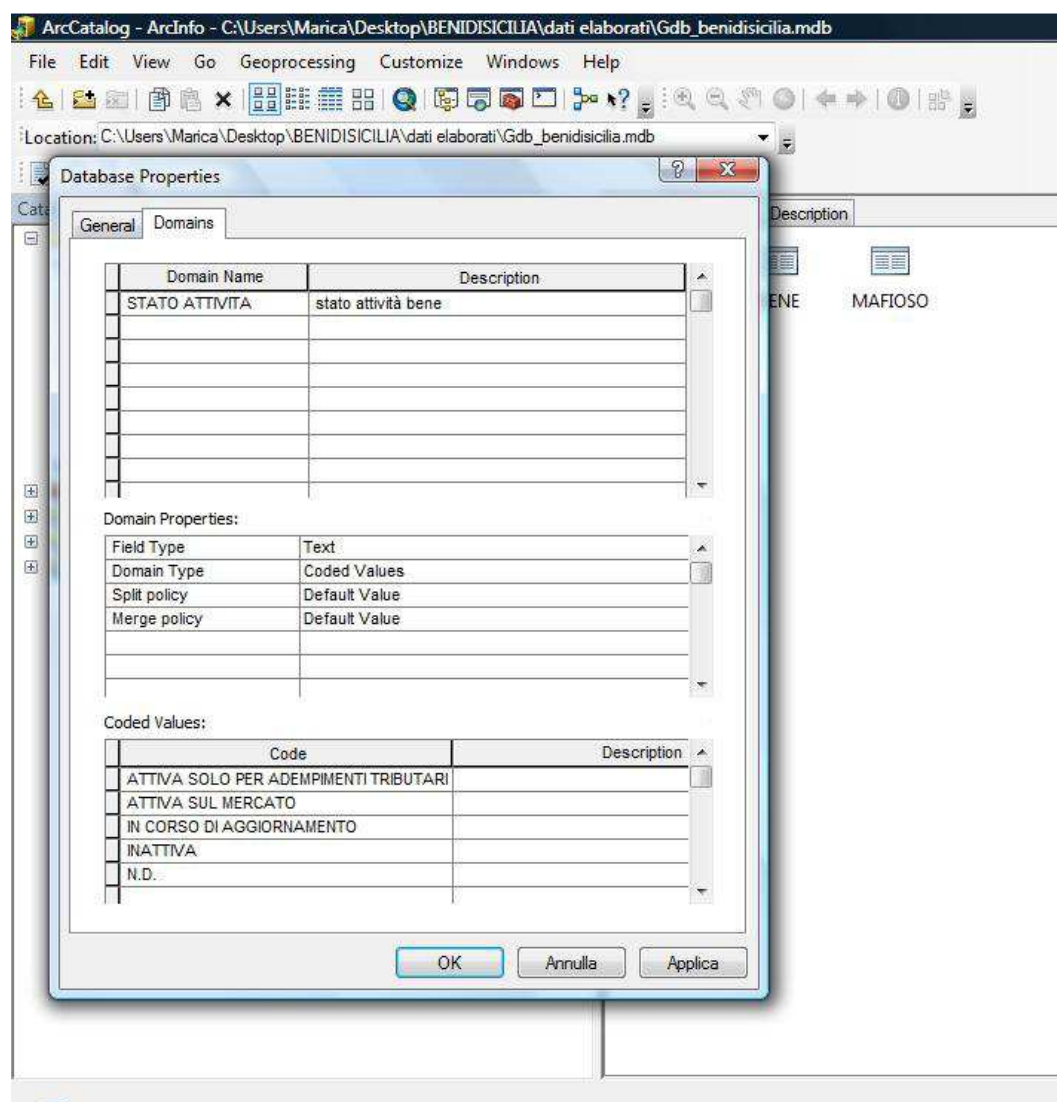 ArcCatalog - ArcInfo - C:\Users\Marica\Desktop\BENIDISICILIA\dati elaborati\Gdb_benidisicilia.mdb
File Edit View Go Geoprocessing Customize Windows Help
Location: C:\Users\Marica\Desktop\BENIDISICILIA\dati elaborati\Gdb_benidisicilia.mdb
Database Properties
Cata
General Domains
Description
Domain Name Description
STATO ATTIVITA stato attività bene
ENE MAFIOSO
Domain Properties:
Field Type Text
Domain Type Coded Values
Split policy Default Value
Merge policy Default Value
Coded Values:
Code Description
ATTIVA SOLO PER ADEMPIMENTI TRIBUTARI
ATTIVA SUL MERCATO
IN CORSO DI AGGIORNAMENTO
INATTIVA
N.D.
OK Annulla Applica